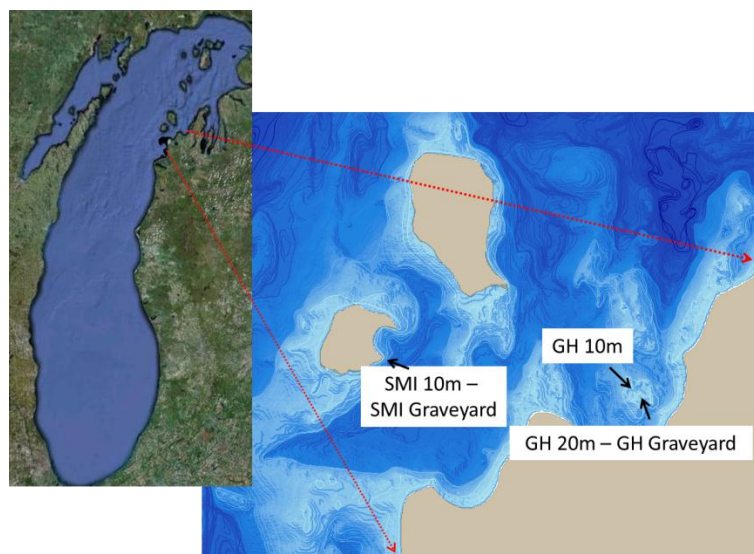 GH 10m
SMI 10m –
SMI Graveyard
GH 20m – GH Graveyard